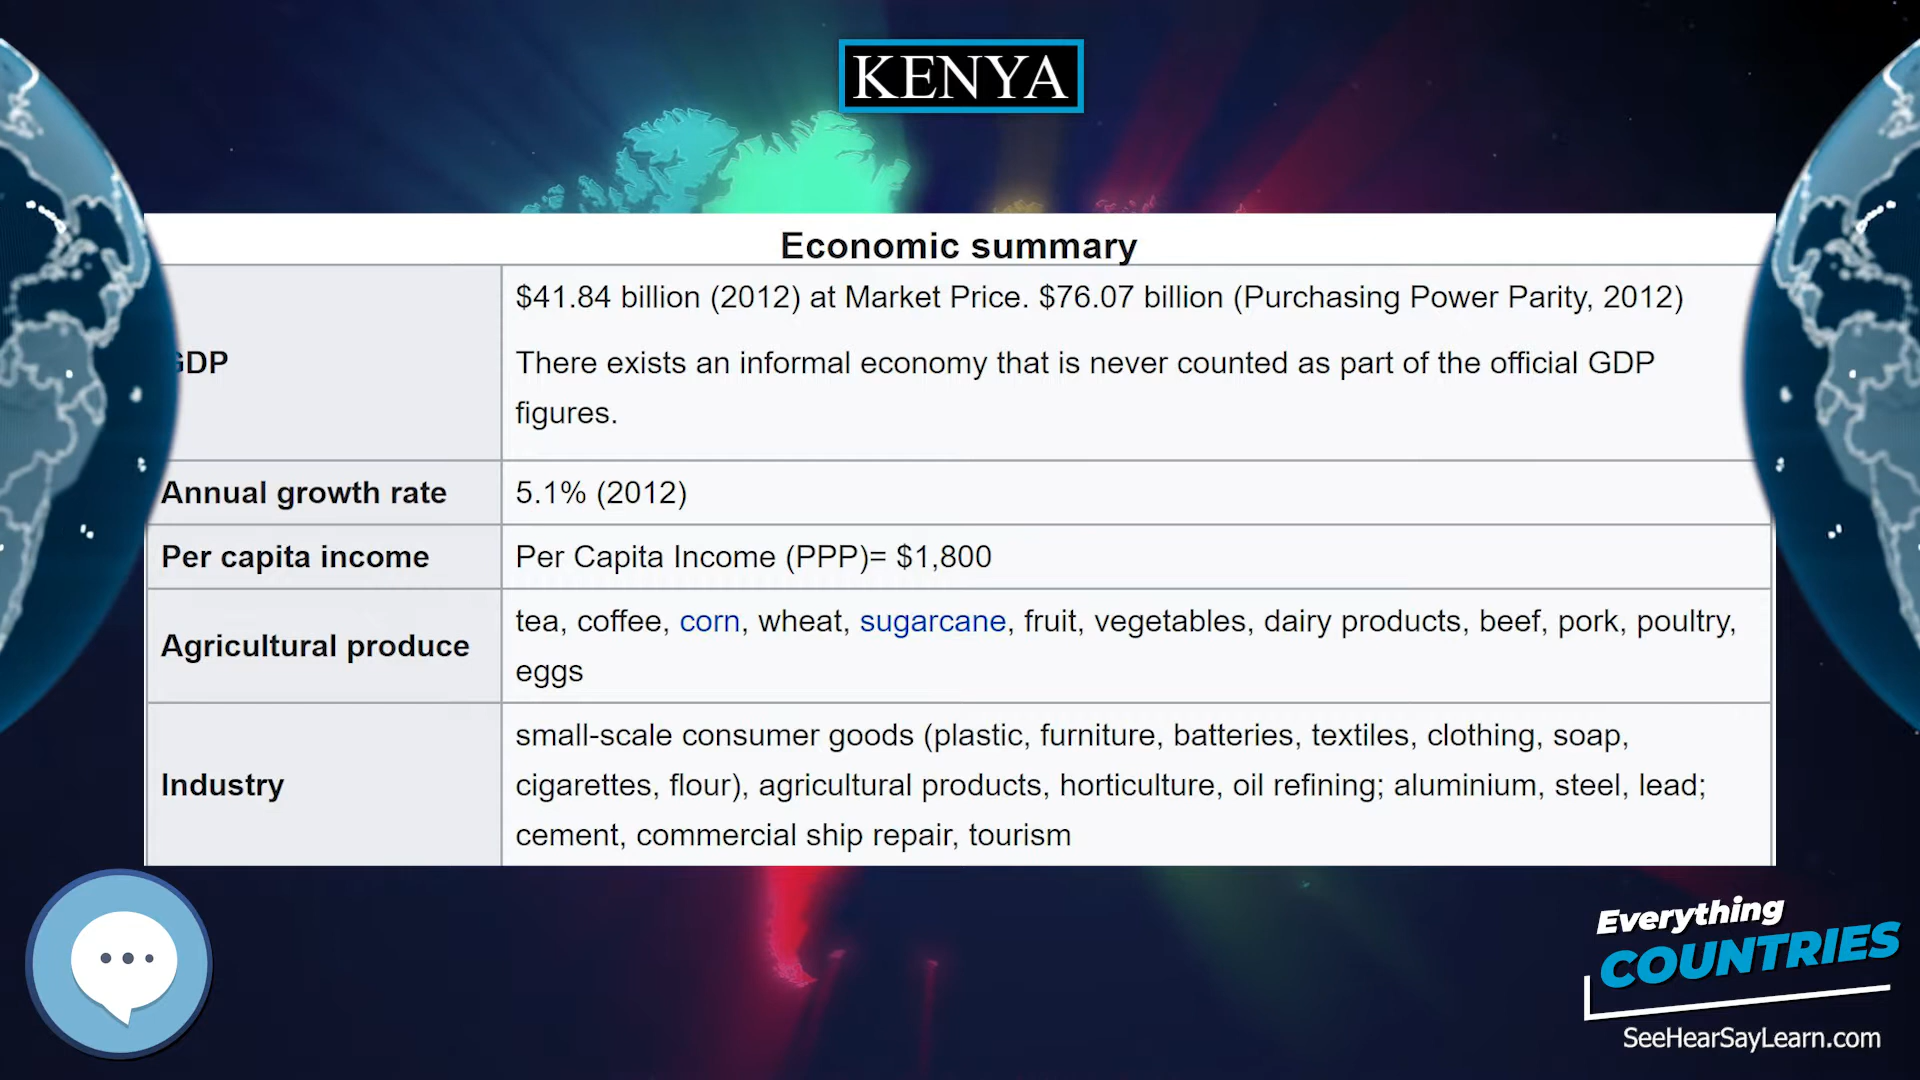 KENYA
Economic summary
GDP
$41.84 billion (2012) at Market Price. $76.07 billion (Purchasing Power Parity, 2012)
There exists an informal economy that is never counted as part of the official GDP
figures.
Annual growth rate
5.1% (2012)
Per capita income
Per Capita Income (PPP)= $1,800
Agricultural produce
tea, coffee, corn, wheat, sugarcane, fruit, vegetables, dairy products, beef, pork, poultry,
eggs
Industry
small-scale consumer goods (plastic, furniture, batteries, textiles, clothing, soap,
cigarettes, flour), agricultural products, horticulture, oil refining; aluminium, steel, lead;
cement, commercial ship repair, tourism
Everything
COUNTRIES
SeeHearSayLearn.com